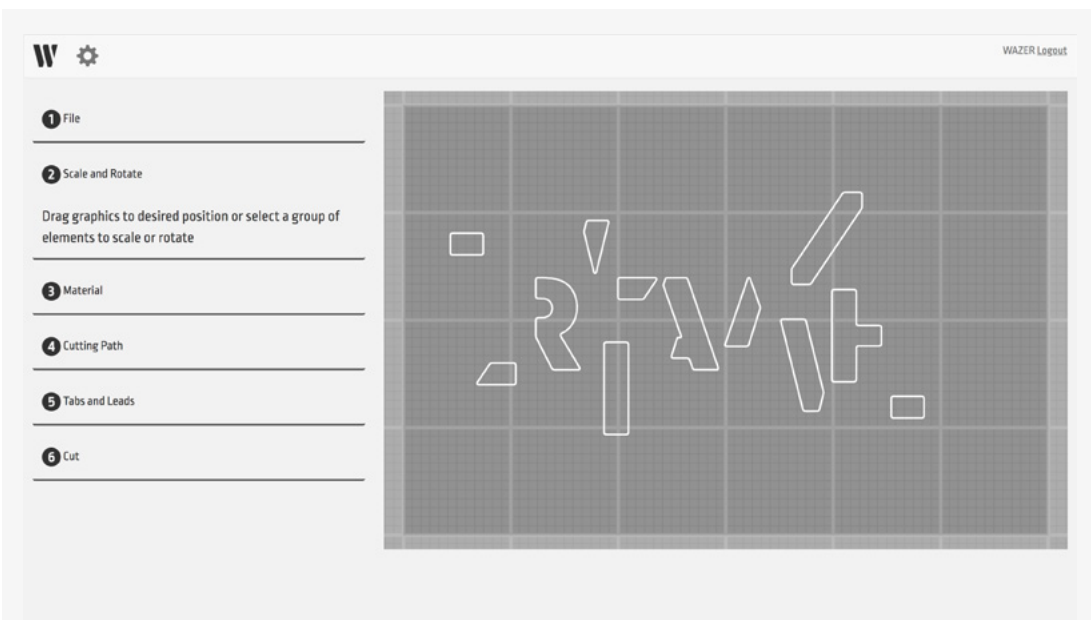 W
WAZER Logout
1 File
2 Scale and Rotate
Drag graphics to desired position or select a group of
elements to scale or rotate
3 Material
4 Cutting Path
5 Tabs and Leads
6 Cut